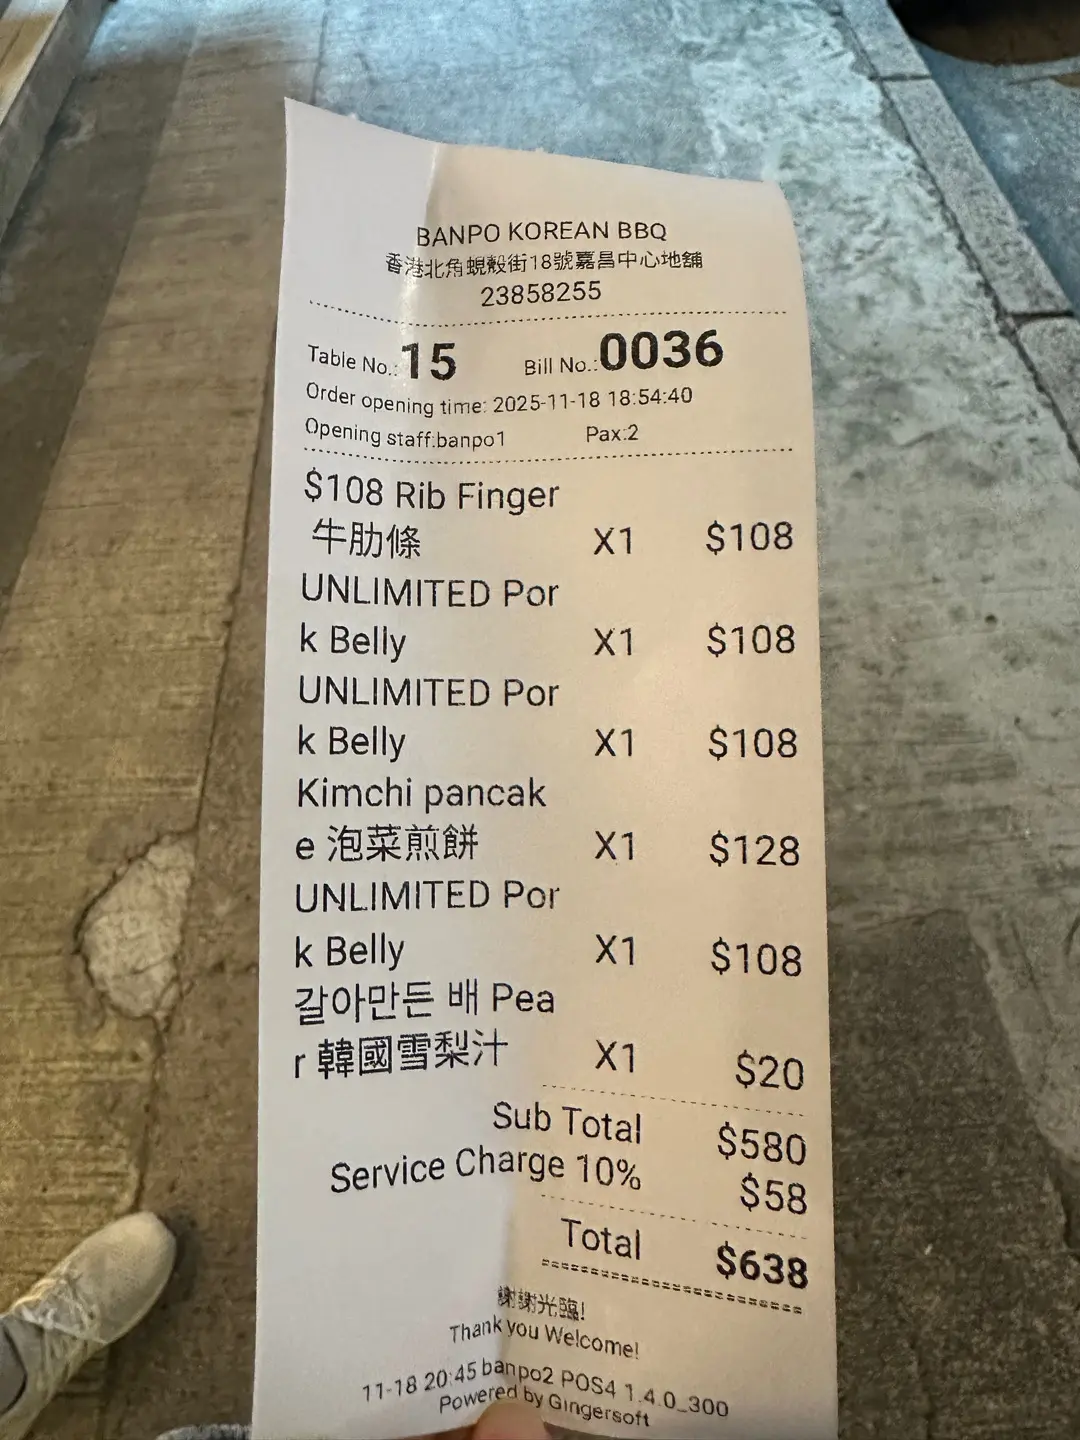 BANPO KOREAN BBQ
香港北角蜆殼街18號嘉昌中心地舖
23858255
Table No.:15 Bill No.:0036
Order opening time: 2025-11-18 18:54:40
Opening staff:banpo1 Pax:2
$108 Rib Finger
牛肋條 X1 $108
UNLIMITED Por
k Belly X1 $108
UNLIMITED Por
k Belly X1 $108
Kimchi pancak
e 泡菜煎餅 X1 $128
UNLIMITED Por
k Belly X1 $108
갈아만든 배 Pea
r 韓國雪梨汁 X1 $20
Sub Total $580
Service Charge 10% $58
Total $638
謝謝光臨!
Thank you Welcome!
11-18 20:45 banpo2 POS4 1.4.0_300
Powered by Gingersoft